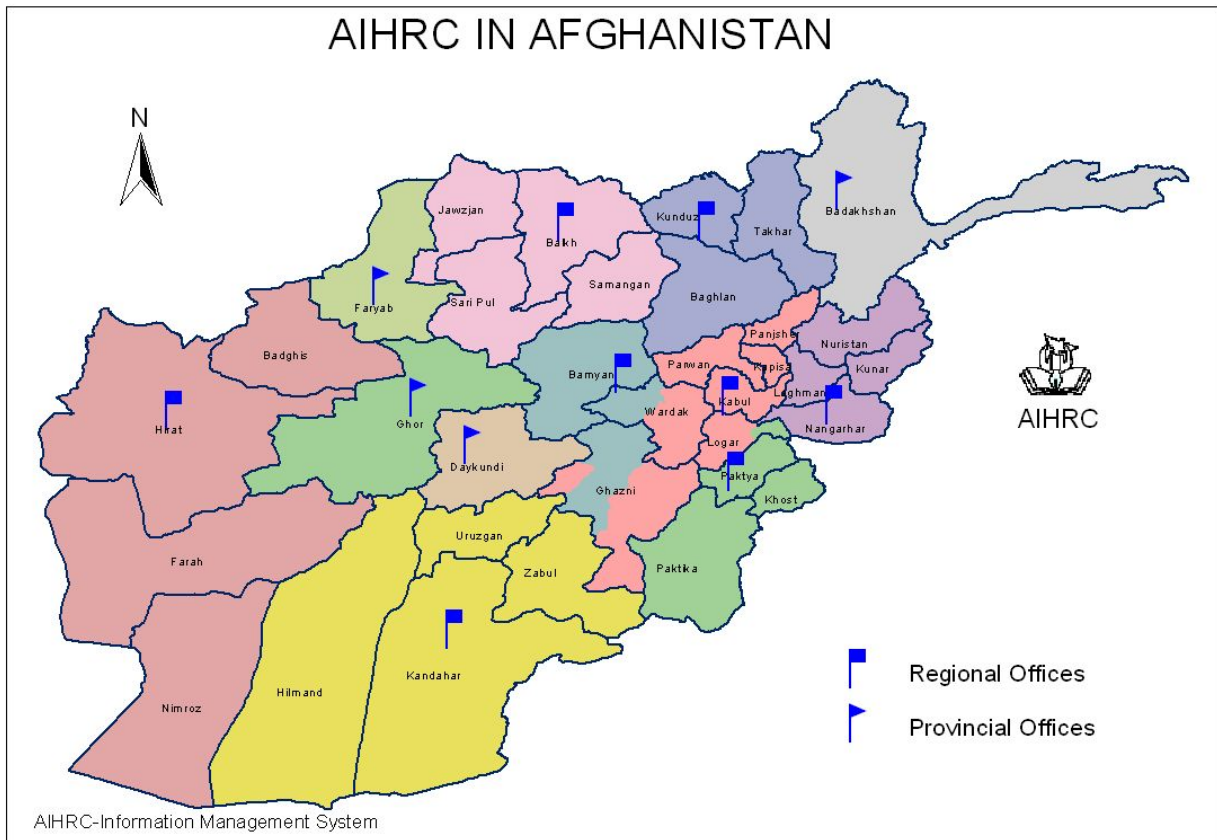 AIHRC IN AFGHANISTAN
N
Jawzjan
Balkh
Kunduz
Takhar
Badakhshan
Faryab
Sari Pul
Samangan
Baghlan
Badghis
Panjsher
Nuristan
Kunar
Bamyan
Parwan
Kapisa
Laghman
Hirat
Ghor
Wardak
Kabul
Nangarhar
AIHRC
Logar
Daykundi
Ghazni
Paktya
Khost
Uruzgan
Farah
Zabul
Paktika
Kandahar
Hilmand
Nimroz
Regional Offices
Provincial Offices
AIHRC-Information Management System